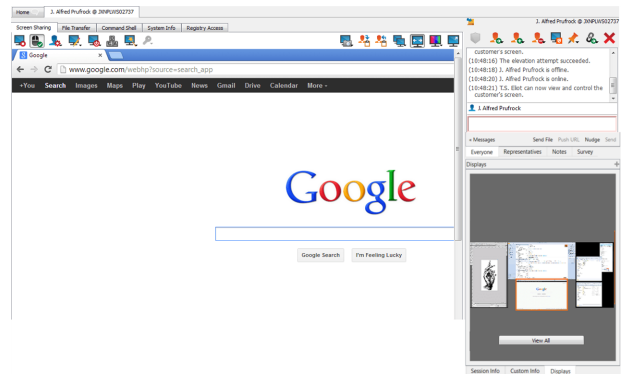 Home
J. Alfred Prufrock @ JXNPLWS02737
Screen Sharing File Transfer Command Shell System Info Registry Access
J. Alfred Prufrock @ JXNPLWS02737
Google
www.google.com/webhp?source=search_app
+You Search Images Maps Play YouTube News Gmail Drive Calendar More
Google
Google Search I'm Feeling Lucky
customer's screen.
(10:48:16) The elevation attempt succeeded.
(10:48:18) J. Alfred Prufrock is offline.
(10:48:20) J. Alfred Prufrock is online.
(10:48:21) T.S. Eliot can now view and control the
customer's screen.
J. Alfred Prufrock
+ Messages Send File Push URL Nudge Send
Everyone Representatives Notes Survey
Displays
Google
View All
Session Info Custom Info Displays